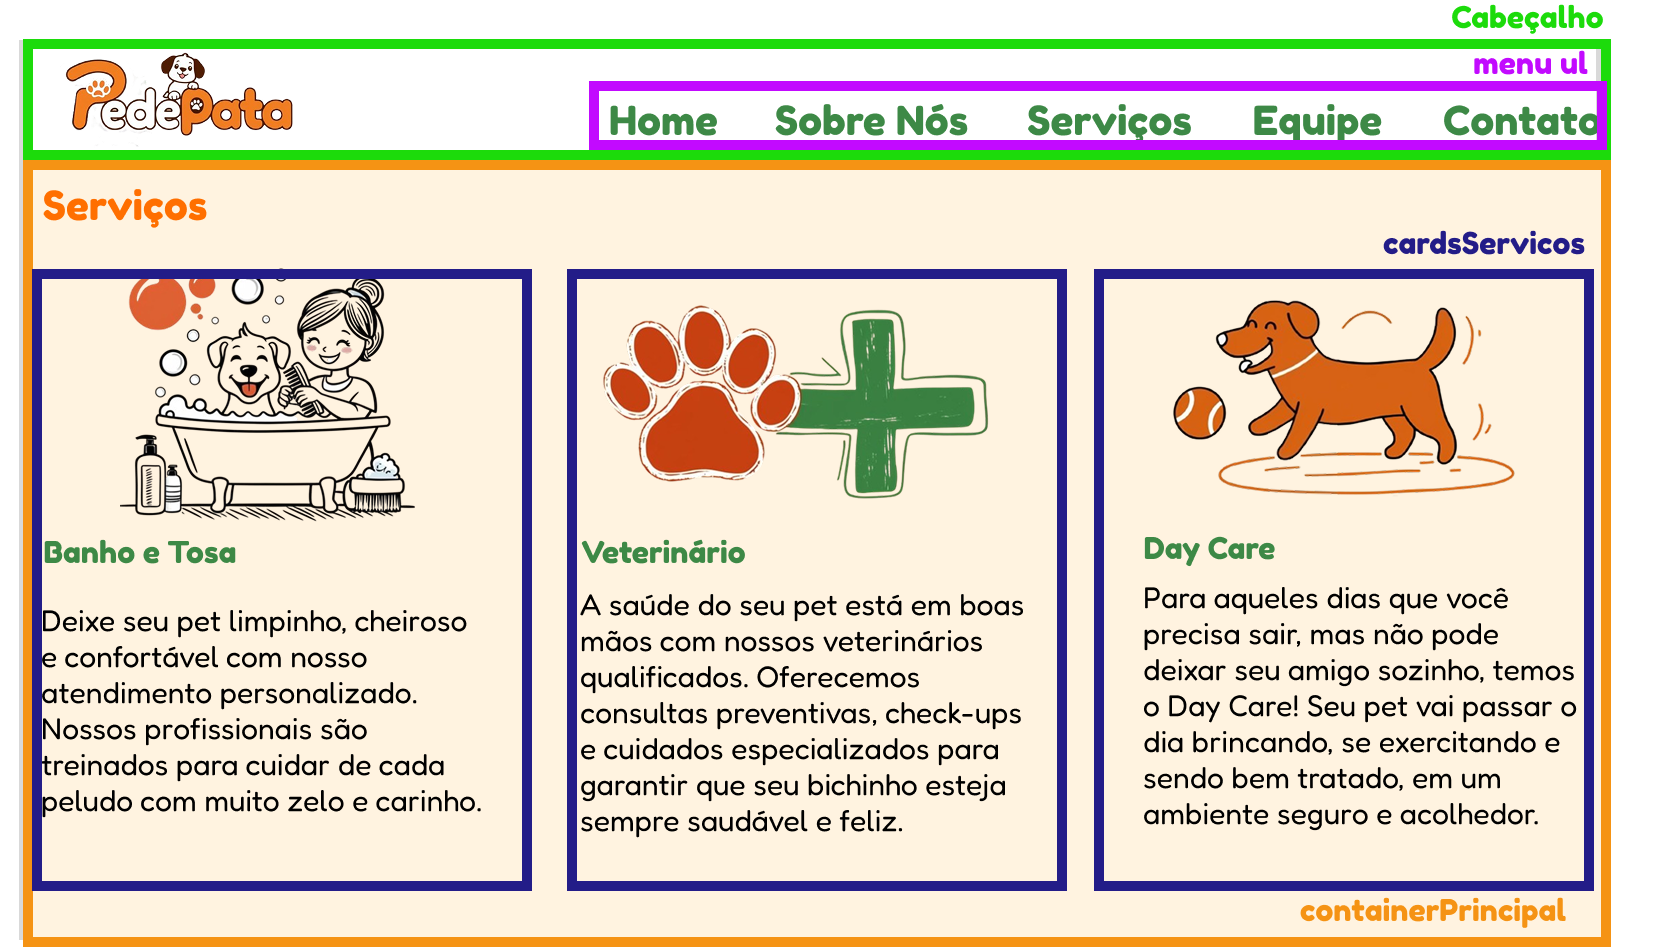 Cabeçalho
menu ul
PedePata
Home Sobre Nós Serviços Equipe Contato
Serviços
cardsServicos
Banho e Tosa
Deixe seu pet limpinho, cheiroso
e confortável com nosso
atendimento personalizado.
Nossos profissionais são
treinados para cuidar de cada
peludo com muito zelo e carinho.
Veterinário
A saúde do seu pet está em boas
mãos com nossos veterinários
qualificados. Oferecemos
consultas preventivas, check-ups
e cuidados especializados para
garantir que seu bichinho esteja
sempre saudável e feliz.
Day Care
Para aqueles dias que você
precisa sair, mas não pode
deixar seu amigo sozinho, temos
o Day Care! Seu pet vai passar o
dia brincando, se exercitando e
sendo bem tratado, em um
ambiente seguro e acolhedor.
containerPrincipal